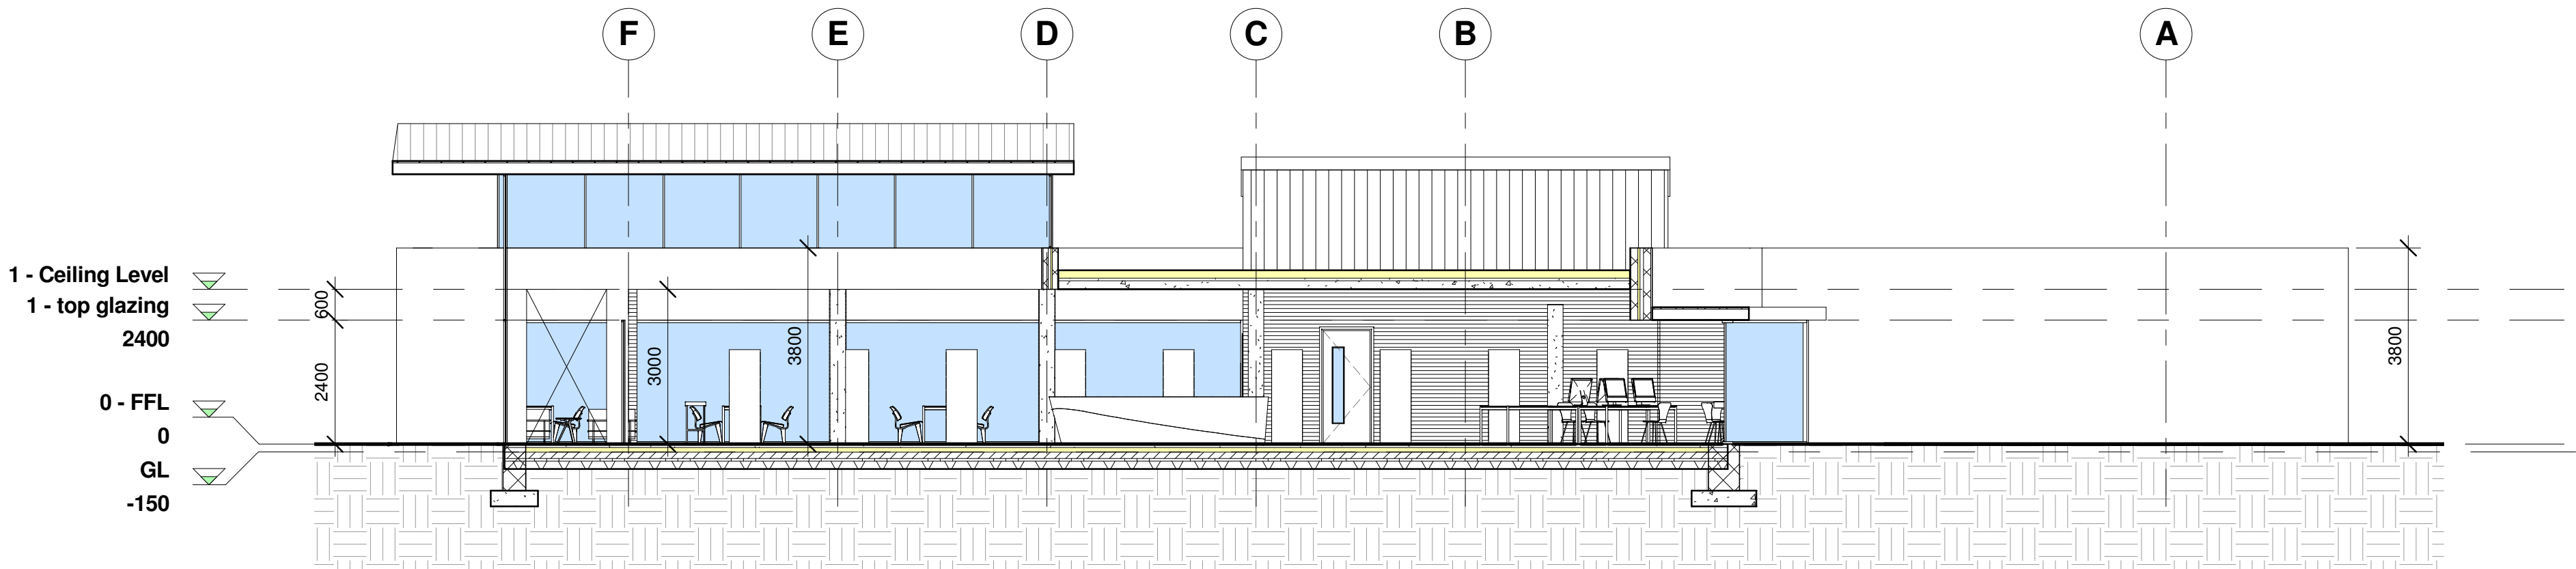 F E D C B A
1 - Ceiling Level
1 - top glazing
2400
0 - FFL
0
GL
-150
600
2400
3000
3800
3800